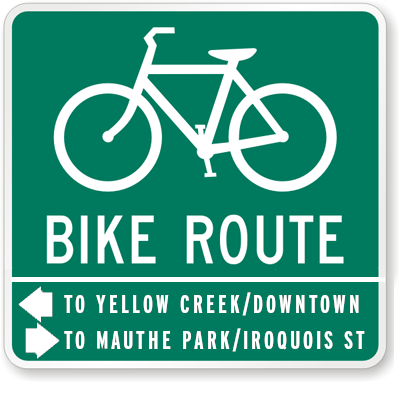 BIKE ROUTE
TO YELLOW CREEK/DOWNTOWN
TO MAUTHE PARK/IROQUOIS ST